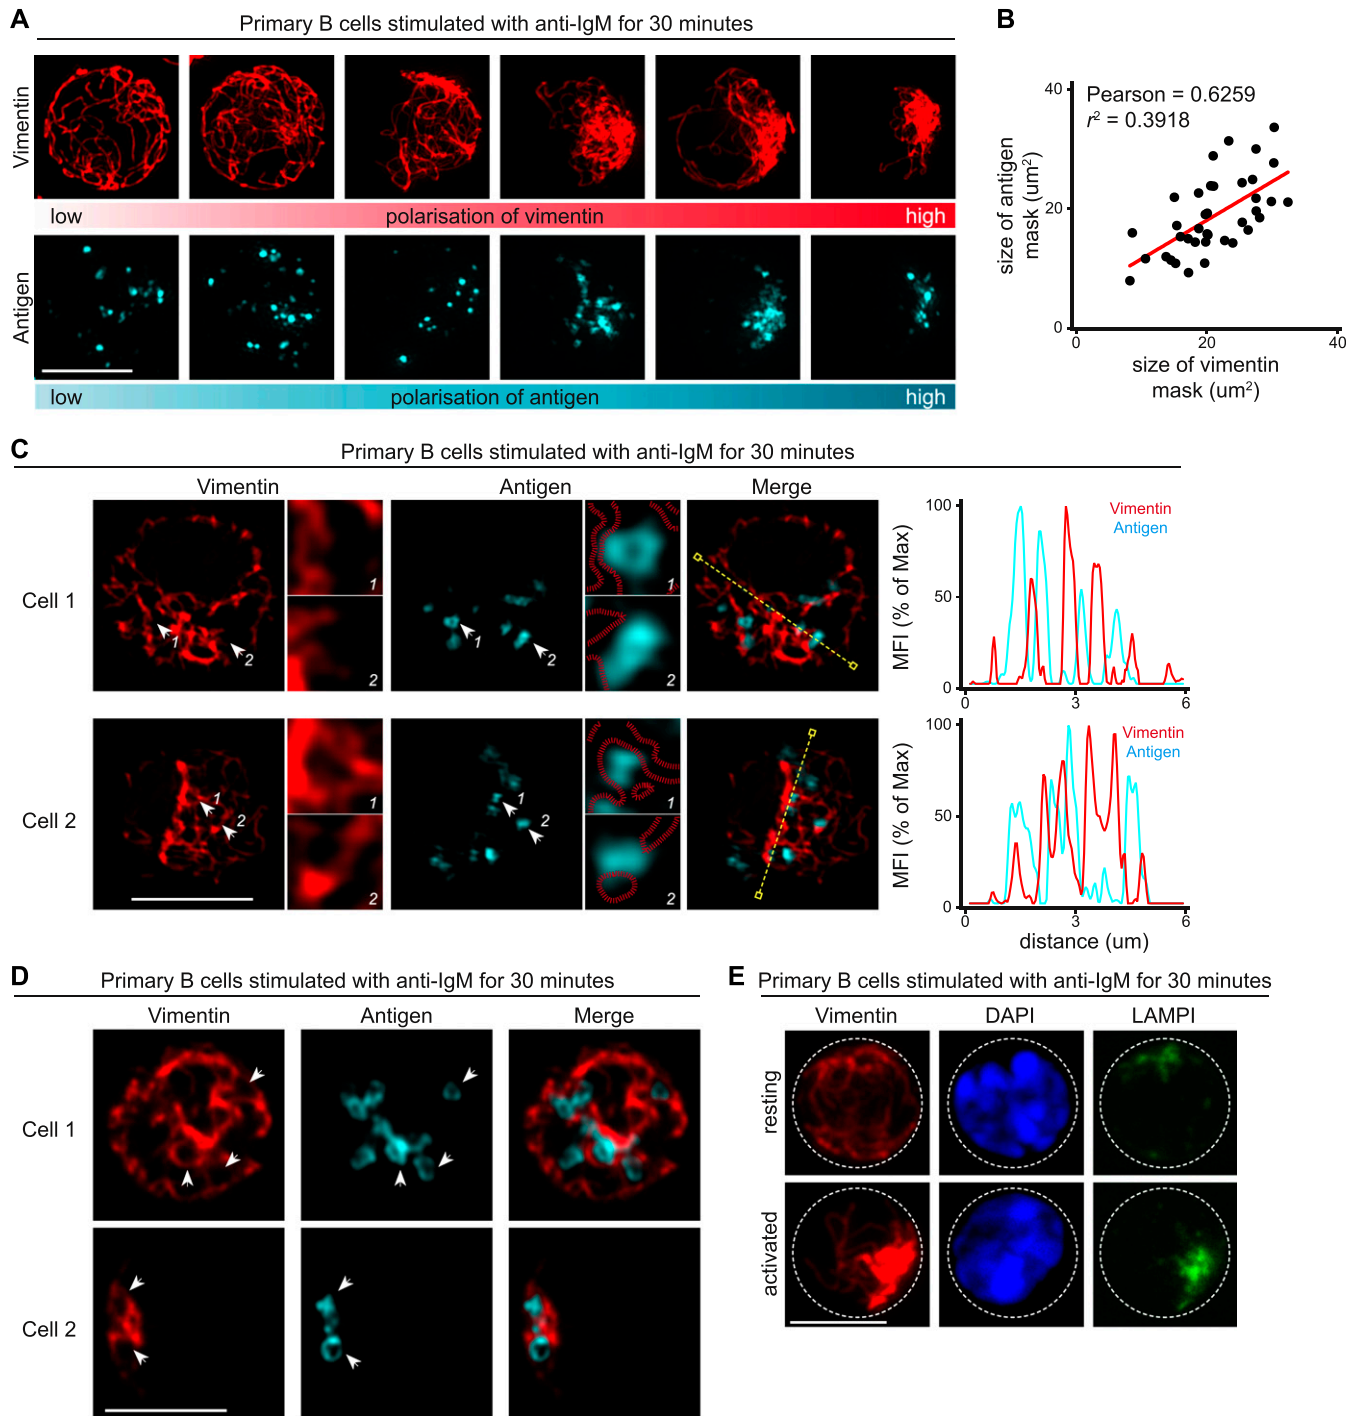 A
Primary B cells stimulated with anti-IgM for 30 minutes
Vimentin
low polarisation of vimentin high
Antigen
low polarisation of antigen high
B
Pearson = 0.6259
r² = 0.3918
size of antigen
mask (um²)
40
20
0
0 20 40
size of vimentin
mask (um²)
C
Primary B cells stimulated with anti-IgM for 30 minutes
Vimentin Antigen Merge
Cell 1
1
2
1
2
1
2
1
2
MFI (% of Max)
100
50
0
Vimentin
Antigen
0 3 6
Cell 2
1
2
1
2
1
2
1
2
MFI (% of Max)
100
50
0
Vimentin
Antigen
0 3 6
distance (um)
D
Primary B cells stimulated with anti-IgM for 30 minutes
Vimentin Antigen Merge
Cell 1
Cell 2
E
Primary B cells stimulated with anti-IgM for 30 minutes
Vimentin DAPI LAMPI
resting
activated